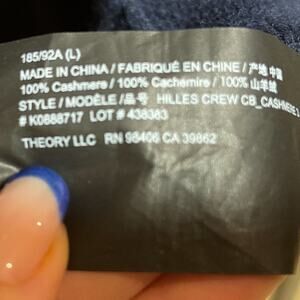 185/92A (L)
MADE IN CHINA / FABRIQUÉ EN CHINE / 产地 中国
100% Cashmere / 100% Cachemire / 100% 山羊绒
STYLE / MODÈLE /品号 HILLES CREW CB_CASHMERE
# K0888717 LOT # 438383
THEORY LLC RN 98406 CA 39862